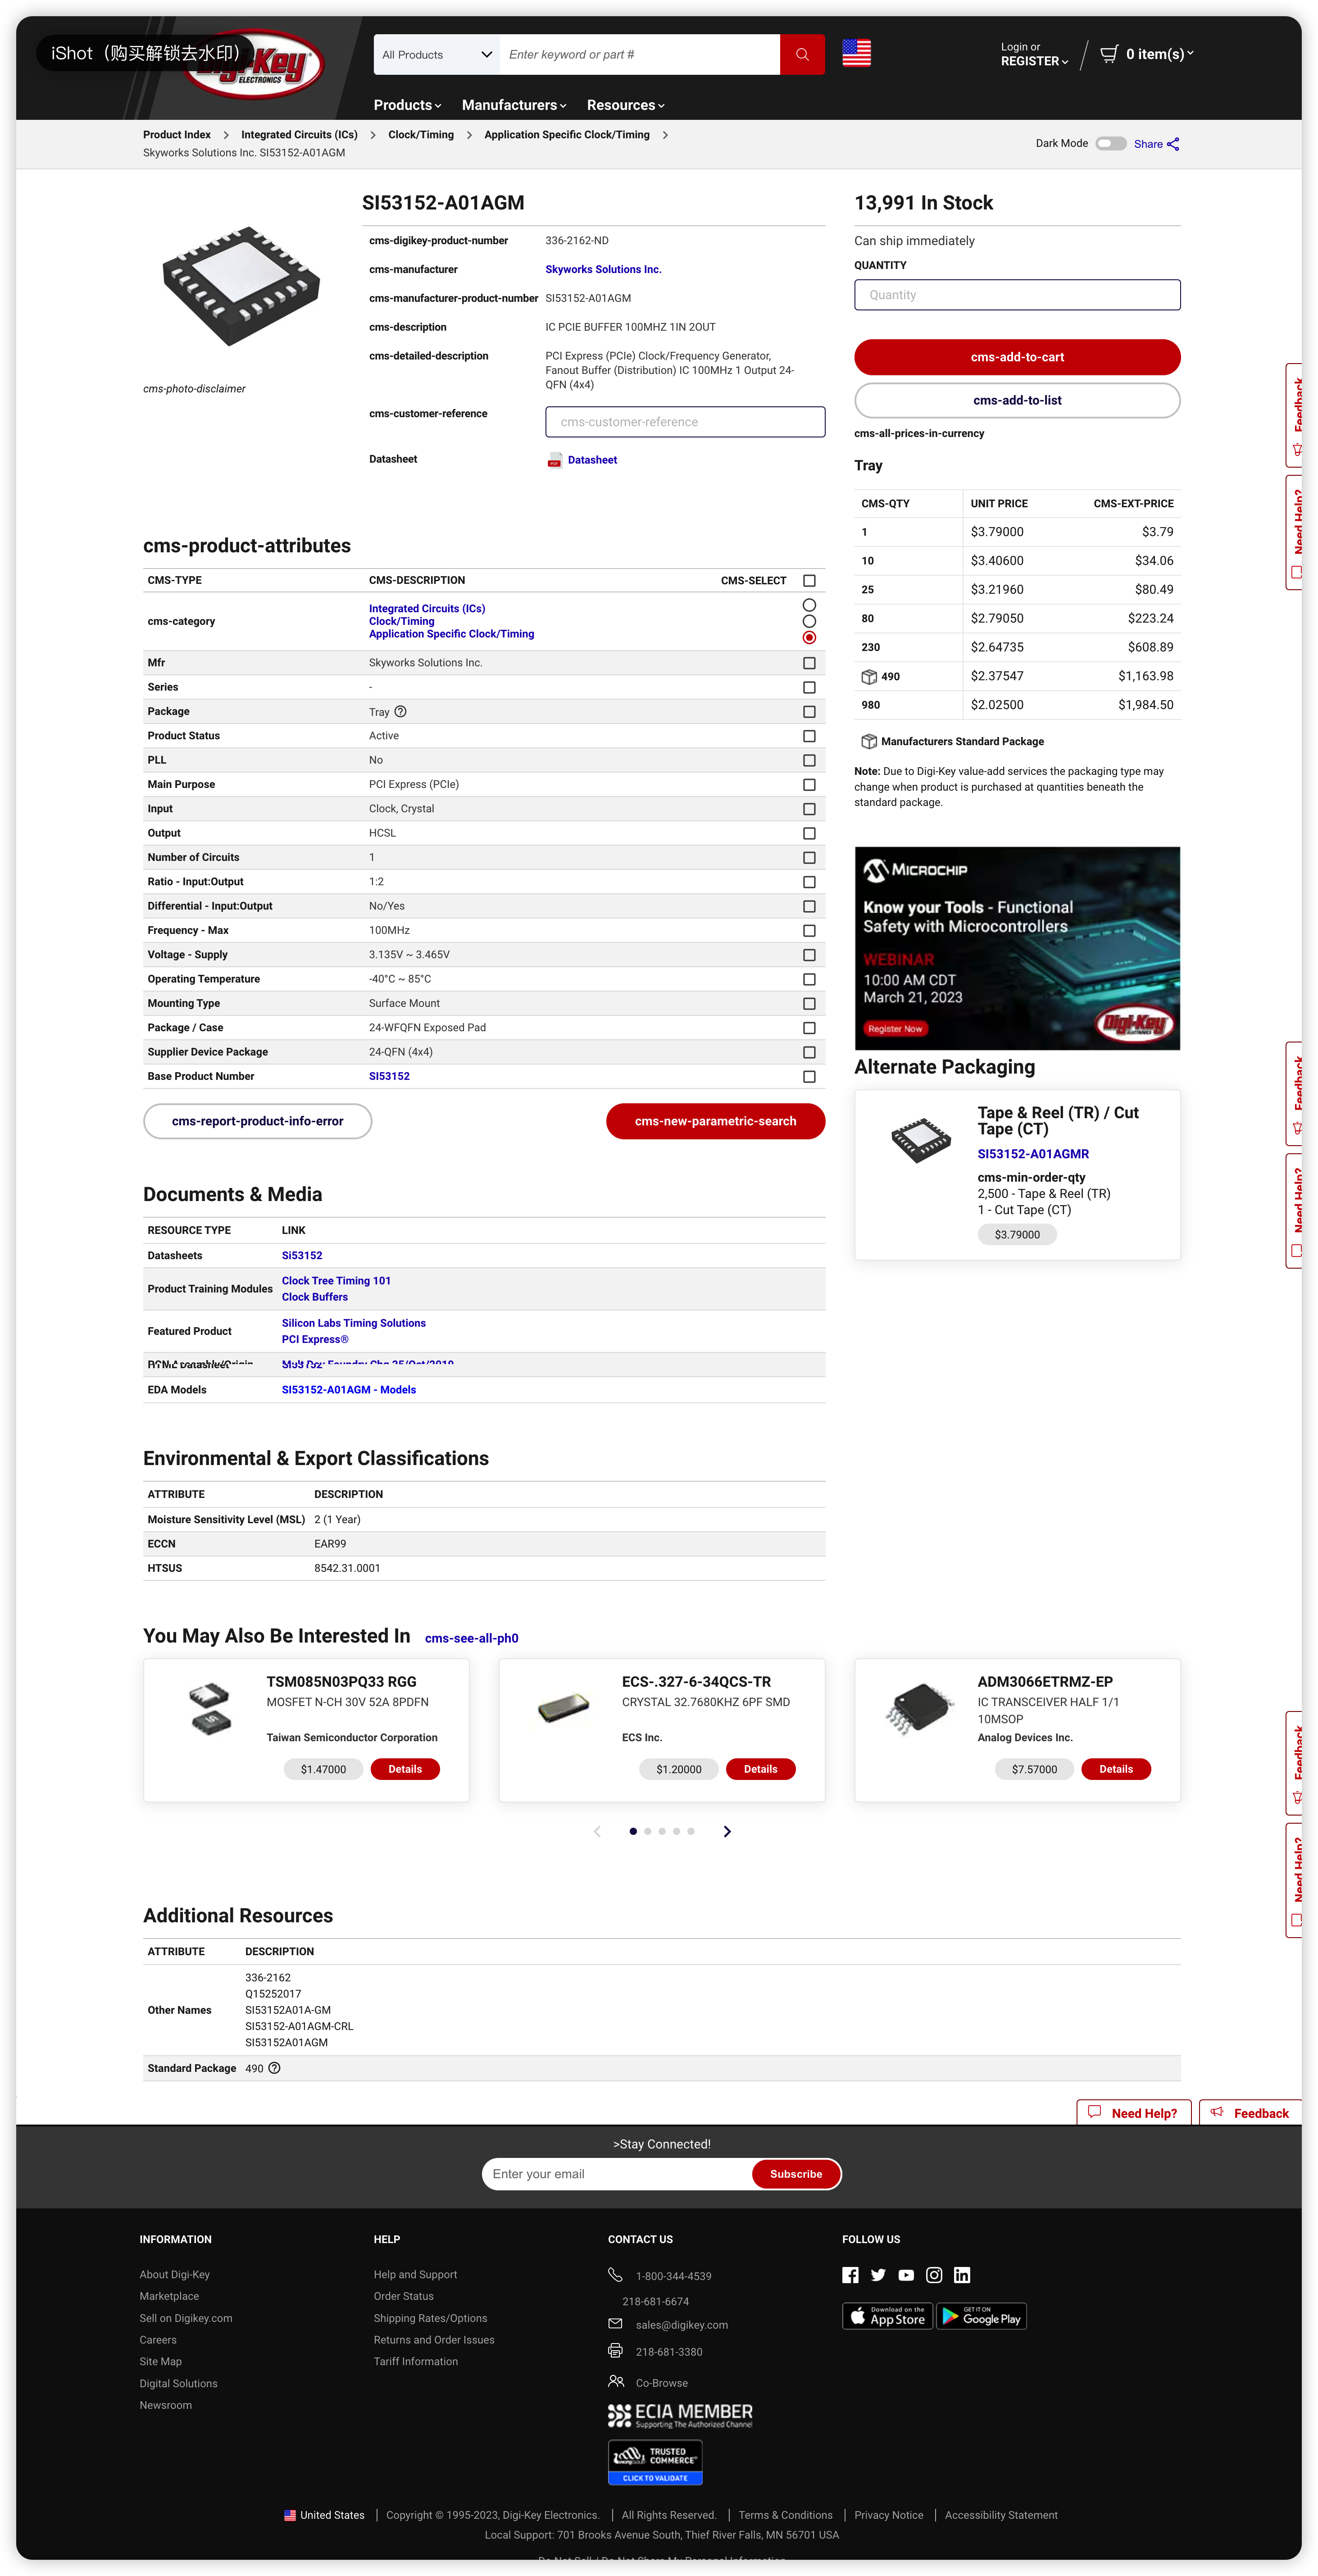 iShot（购买解锁去水印）
Digi-Key
ELECTRONICS
All Products
Enter keyword or part #
Login or
REGISTER
0 item(s)
Products
Manufacturers
Resources
Product Index > Integrated Circuits (ICs) > Clock/Timing > Application Specific Clock/Timing >
Skyworks Solutions Inc. SI53152-A01AGM
Dark Mode
Share
SI53152-A01AGM
cms-digikey-product-number 336-2162-ND
cms-manufacturer Skyworks Solutions Inc.
cms-manufacturer-product-number SI53152-A01AGM
cms-description IC PCIE BUFFER 100MHZ 1IN 2OUT
cms-detailed-description PCI Express (PCIe) Clock/Frequency Generator,
Fanout Buffer (Distribution) IC 100MHz 1 Output 24-
QFN (4x4)
cms-customer-reference cms-customer-reference
Datasheet Datasheet
cms-photo-disclaimer
13,991 In Stock
Can ship immediately
QUANTITY
Quantity
cms-add-to-cart
cms-add-to-list
cms-all-prices-in-currency
Tray
CMS-QTY UNIT PRICE CMS-EXT-PRICE
1 $3.79000 $3.79
10 $3.40600 $34.06
25 $3.21960 $80.49
80 $2.79050 $223.24
230 $2.64735 $608.89
490 $2.37547 $1,163.98
980 $2.02500 $1,984.50
Manufacturers Standard Package
Note: Due to Digi-Key value-add services the packaging type may
change when product is purchased at quantities beneath the
standard package.
Feedback
Need Help?
cms-product-attributes
CMS-TYPE CMS-DESCRIPTION CMS-SELECT
cms-category
Integrated Circuits (ICs)
Clock/Timing
Application Specific Clock/Timing
Mfr Skyworks Solutions Inc.
Series -
Package Tray
Product Status Active
PLL No
Main Purpose PCI Express (PCIe)
Input Clock, Crystal
Output HCSL
Number of Circuits 1
Ratio - Input:Output 1:2
Differential - Input:Output No/Yes
Frequency - Max 100MHz
Voltage - Supply 3.135V ~ 3.465V
Operating Temperature -40°C ~ 85°C
Mounting Type Surface Mount
Package / Case 24-WFQFN Exposed Pad
Supplier Device Package 24-QFN (4x4)
Base Product Number SI53152
cms-report-product-info-error
cms-new-parametric-search
MICROCHIP
Know your Tools - Functional
Safety with Microcontrollers
WEBINAR
10:00 AM CDT
March 21, 2023
Register Now
Digi-Key
ELECTRONICS
Alternate Packaging
Tape & Reel (TR) / Cut
Tape (CT)
SI53152-A01AGMR
cms-min-order-qty
2,500 - Tape & Reel (TR)
1 - Cut Tape (CT)
$3.79000
Feedback
Need Help?
Documents & Media
RESOURCE TYPE LINK
Datasheets Si53152
Product Training Modules
Clock Tree Timing 101
Clock Buffers
Featured Product
Silicon Labs Timing Solutions
PCI Express®
EDA Models SI53152-A01AGM - Models
Environmental & Export Classifications
ATTRIBUTE DESCRIPTION
Moisture Sensitivity Level (MSL) 2 (1 Year)
ECCN EAR99
HTSUS 8542.31.0001
You May Also Be Interested In cms-see-all-ph0
TSM085N03PQ33 RGG
MOSFET N-CH 30V 52A 8PDFN
Taiwan Semiconductor Corporation
$1.47000 Details
ECS-.327-6-34QCS-TR
CRYSTAL 32.7680KHZ 6PF SMD
ECS Inc.
$1.20000 Details
ADM3066ETRMZ-EP
IC TRANSCEIVER HALF 1/1
10MSOP
Analog Devices Inc.
$7.57000 Details
Feedback
Need Help?
Additional Resources
ATTRIBUTE DESCRIPTION
Other Names
336-2162
Q15252017
SI53152A01A-GM
SI53152-A01AGM-CRL
SI53152A01AGM
Standard Package 490
Need Help?
Feedback
>Stay Connected!
Enter your email
Subscribe
INFORMATION
About Digi-Key
Marketplace
Sell on Digikey.com
Careers
Site Map
Digital Solutions
Newsroom
HELP
Help and Support
Order Status
Shipping Rates/Options
Returns and Order Issues
Tariff Information
CONTACT US
1-800-344-4539
218-681-6674
sales@digikey.com
218-681-3380
Co-Browse
ECIA MEMBER
Supporting The Authorized Channel
TRUSTED
COMMERCE
CLICK TO VALIDATE
FOLLOW US
Download on the
App Store
GET IT ON
Google Play
United States | Copyright © 1995-2023, Digi-Key Electronics. | All Rights Reserved. | Terms & Conditions | Privacy Notice | Accessibility Statement
Local Support: 701 Brooks Avenue South, Thief River Falls, MN 56701 USA
Do Not Sell / Do Not Share My Personal Information